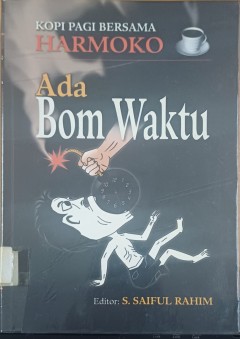 KOPI PAGI BERSAMA
HARMOKO
Ada
Bom Waktu
Editor: S. SAIFUL RAHIM